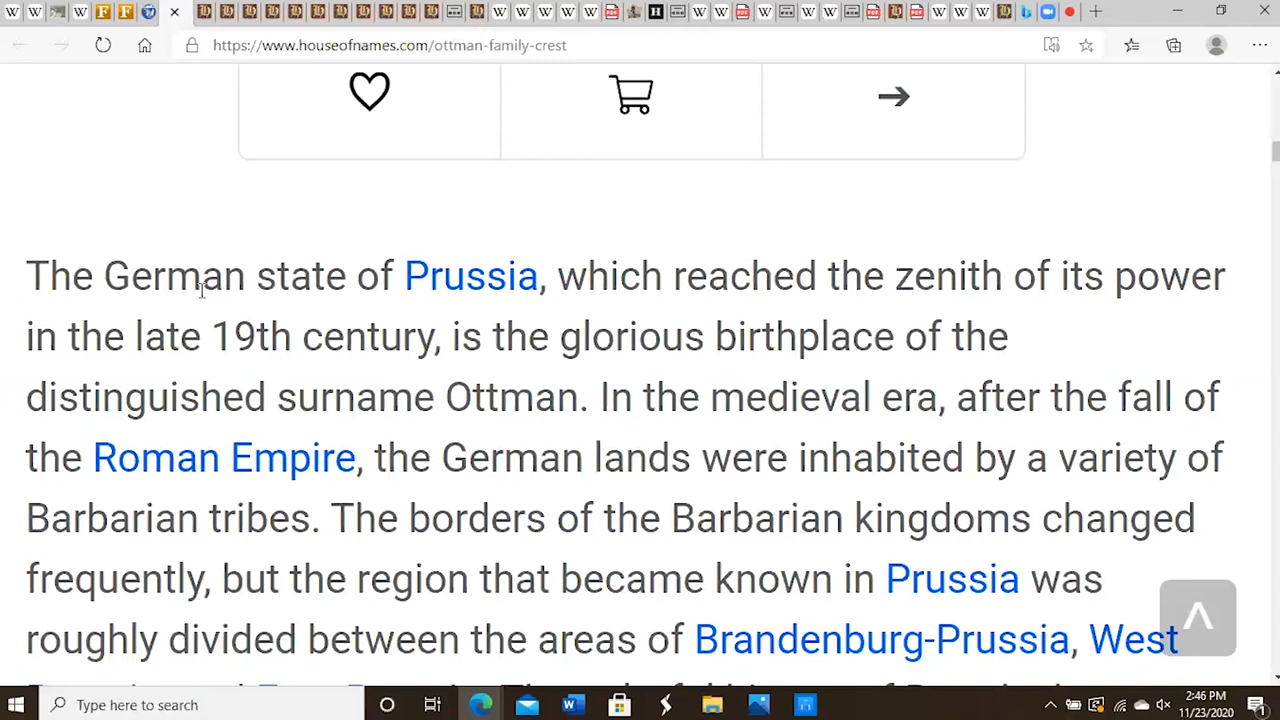 https://www.houseofnames.com/ottman-family-crest
The German state of Prussia, which reached the zenith of its power
in the late 19th century, is the glorious birthplace of the
distinguished surname Ottman. In the medieval era, after the fall of
the Roman Empire, the German lands were inhabited by a variety of
Barbarian tribes. The borders of the Barbarian kingdoms changed
frequently, but the region that became known in Prussia was
roughly divided between the areas of Brandenburg-Prussia, West
Type here to search
2:46 PM
11/23/2020